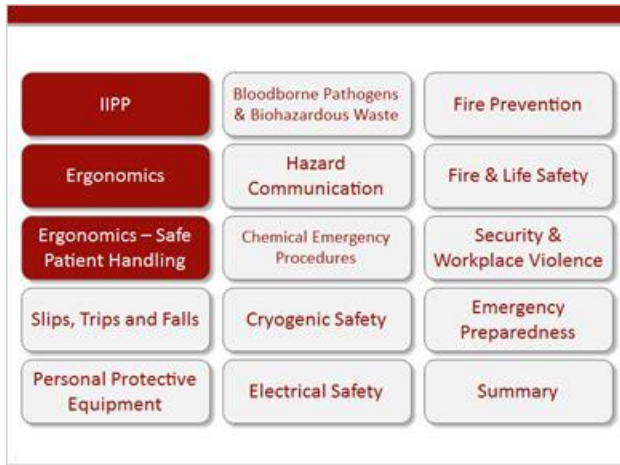 IIPP
Bloodborne Pathogens
& Biohazardous Waste
Fire Prevention
Ergonomics
Hazard
Communication
Fire & Life Safety
Ergonomics – Safe
Patient Handling
Chemical Emergency
Procedures
Security &
Workplace Violence
Slips, Trips and Falls
Cryogenic Safety
Emergency
Preparedness
Personal Protective
Equipment
Electrical Safety
Summary